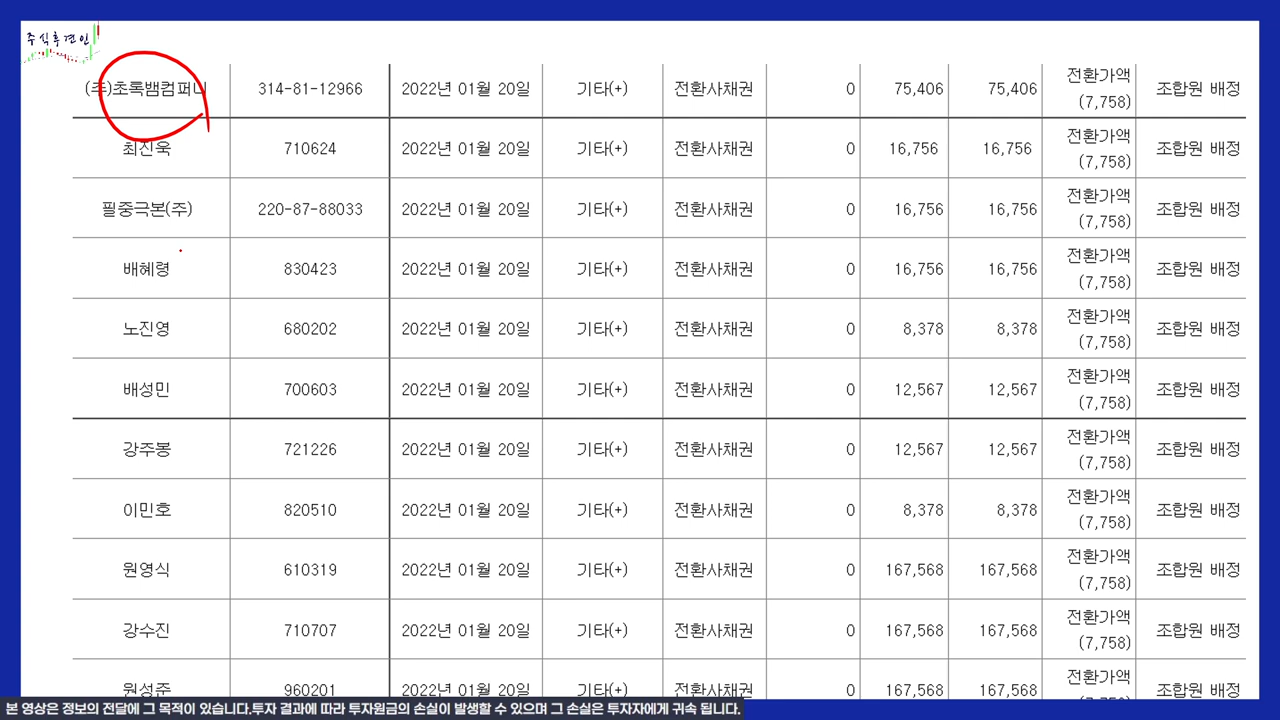 주식후견인
(주)초록뱀컴퍼니 314-81-12966 2022년 01월 20일 기타(+) 전환사채권 0 75,406 75,406 전환가액 (7,758) 조합원 배정
최진욱 710624 2022년 01월 20일 기타(+) 전환사채권 0 16,756 16,756 전환가액 (7,758) 조합원 배정
필중극본(주) 220-87-88033 2022년 01월 20일 기타(+) 전환사채권 0 16,756 16,756 전환가액 (7,758) 조합원 배정
배혜령 830423 2022년 01월 20일 기타(+) 전환사채권 0 16,756 16,756 전환가액 (7,758) 조합원 배정
노진영 680202 2022년 01월 20일 기타(+) 전환사채권 0 8,378 8,378 전환가액 (7,758) 조합원 배정
배성민 700603 2022년 01월 20일 기타(+) 전환사채권 0 12,567 12,567 전환가액 (7,758) 조합원 배정
강주봉 721226 2022년 01월 20일 기타(+) 전환사채권 0 12,567 12,567 전환가액 (7,758) 조합원 배정
이민호 820510 2022년 01월 20일 기타(+) 전환사채권 0 8,378 8,378 전환가액 (7,758) 조합원 배정
원영식 610319 2022년 01월 20일 기타(+) 전환사채권 0 167,568 167,568 전환가액 (7,758) 조합원 배정
강수진 710707 2022년 01월 20일 기타(+) 전환사채권 0 167,568 167,568 전환가액 (7,758) 조합원 배정
원성준 960201 2022년 01월 20일 기타(+) 전환사채권 0 167,568 167,568 전환가액 조합원 배정
본 영상은 정보의 전달에 그 목적이 있습니다.투자 결과에 따라 투자원금의 손실이 발생할 수 있으며 그 손실은 투자자에게 귀속 됩니다.